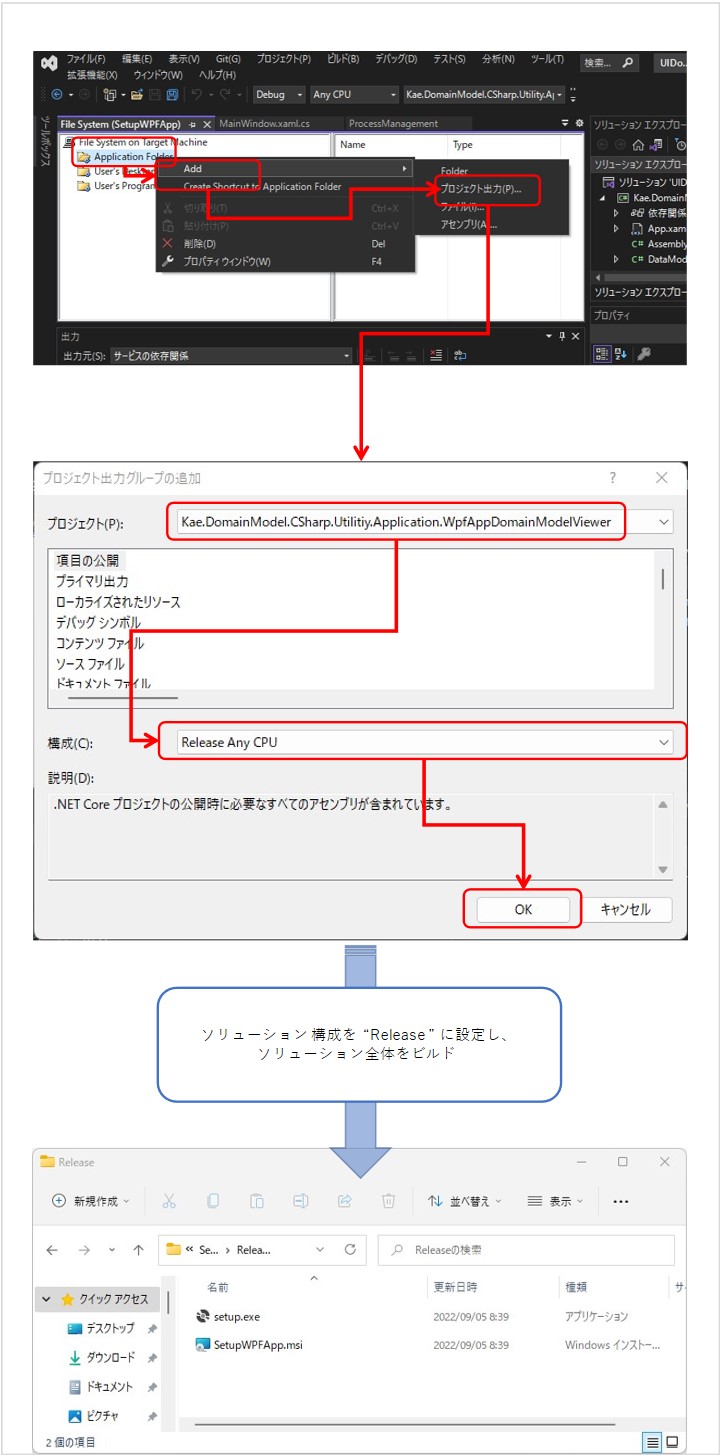 ファイル(F) 編集(E) 表示(V) Git(G) プロジェクト(P) ビルド(B) デバッグ(D) テスト(S) 分析(N) ツール(T) 検索... UIDo...
拡張機能(X) ウィンドウ(W) ヘルプ(H)
Debug Any CPU Kae.DomainModel.CSharp.Utility.Ap
ツールボックス
File System (SetupWPFApp) MainWindow.xaml.cs ProcessManagement
File System on Target Machine
Application Folder
User's Desktop
User's Program
Name Type
Add
Create Shortcut to Application Folder
切り取り(T) Ctrl+X
貼り付け(P) Ctrl+V
削除(D) Del
プロパティ ウィンドウ(W) F4
Folder
プロジェクト出力(P)...
ファイル(I)...
アセンブリ(A)...
ソリューション エクスプロー
ソリューション エクスプロー
ソリューション 'UID
Kae.DomainI
依存関係
App.xam
C# Assembly
C# DataMod
ソリューション エクスプロー
プロパティ
出力
出力元(S): サービスの依存関係
プロジェクト出力グループの追加 ?
プロジェクト(P): Kae.DomainModel.CSharp.Utilitiy.Application.WpfAppDomainModelViewer
項目の公開
プライマリ出力
ローカライズされたリソース
デバッグ シンボル
コンテンツ ファイル
ソース ファイル
ドキュメント ファイル
構成(C): Release Any CPU
説明(D):
.NET Core プロジェクトの公開時に必要なすべてのアセンブリが含まれています。
OK キャンセル
ソリューション 構成を “Release” に設定し、
ソリューション全体をビルド
Release
新規作成 並べ替え 表示 ...
« Se... › Relea... Releaseの検索
クイック アクセス
デスクトップ
ダウンロード
ドキュメント
ピクチャ
名前 更新日時 種類 サ
setup.exe 2022/09/05 8:39 アプリケーション
SetupWPFApp.msi 2022/09/05 8:39 Windows インストー...
2 個の項目